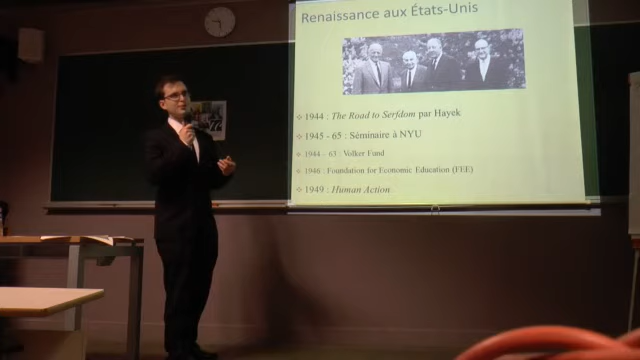 Renaissance aux États-Unis
1944 : The Road to Serfdom par Hayek
1945 - 65 : Séminaire à NYU
1944 - 63 : Volker Fund
1946 : Foundation for Economic Education (FEE)
1949 : Human Action